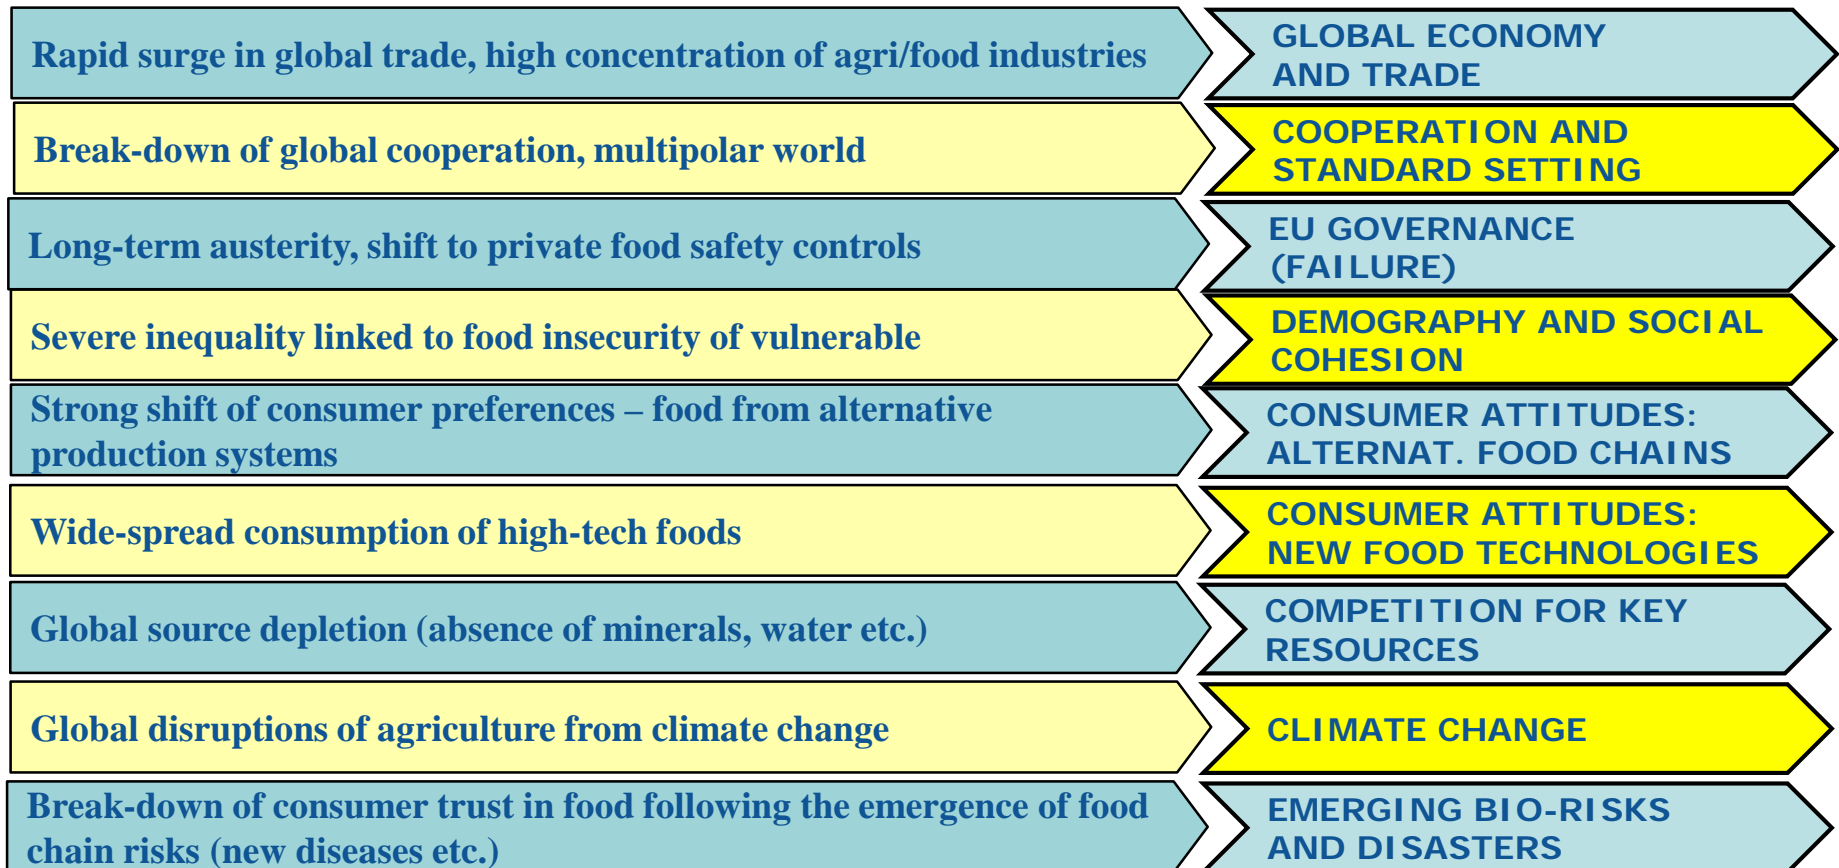 Rapid surge in global trade, high concentration of agri/food industries
GLOBAL ECONOMY
AND TRADE
Break-down of global cooperation, multipolar world
COOPERATION AND
STANDARD SETTING
Long-term austerity, shift to private food safety controls
EU GOVERNANCE
(FAILURE)
Severe inequality linked to food insecurity of vulnerable
DEMOGRAPHY AND SOCIAL
COHESION
Strong shift of consumer preferences – food from alternative
production systems
CONSUMER ATTITUDES:
ALTERNAT. FOOD CHAINS
Wide-spread consumption of high-tech foods
CONSUMER ATTITUDES:
NEW FOOD TECHNOLOGIES
Global source depletion (absence of minerals, water etc.)
COMPETITION FOR KEY
RESOURCES
Global disruptions of agriculture from climate change
CLIMATE CHANGE
Break-down of consumer trust in food following the emergence of food
chain risks (new diseases etc.)
EMERGING BIO-RISKS
AND DISASTERS